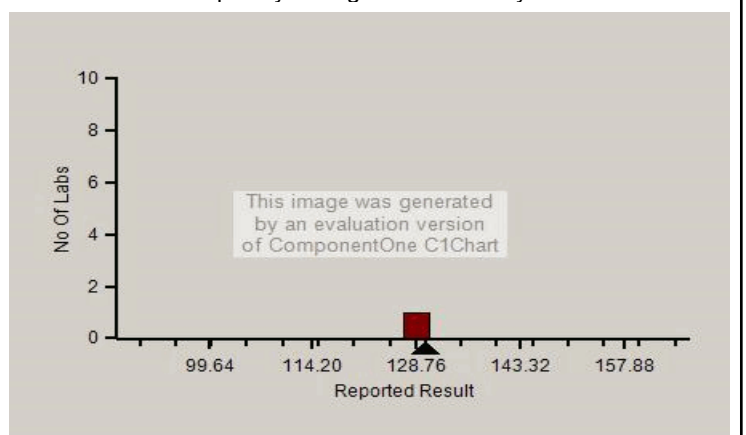 10
8
6
4
2
0
No Of Labs
This image was generated
by an evaluation version
of ComponentOne C1Chart
99.64 114.20 128.76 143.32 157.88
Reported Result